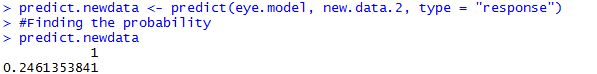 > predict.newdata <- predict(eye.model, new.data.2, type = "response")
> #Finding the probability
> predict.newdata
1
0.2461353841